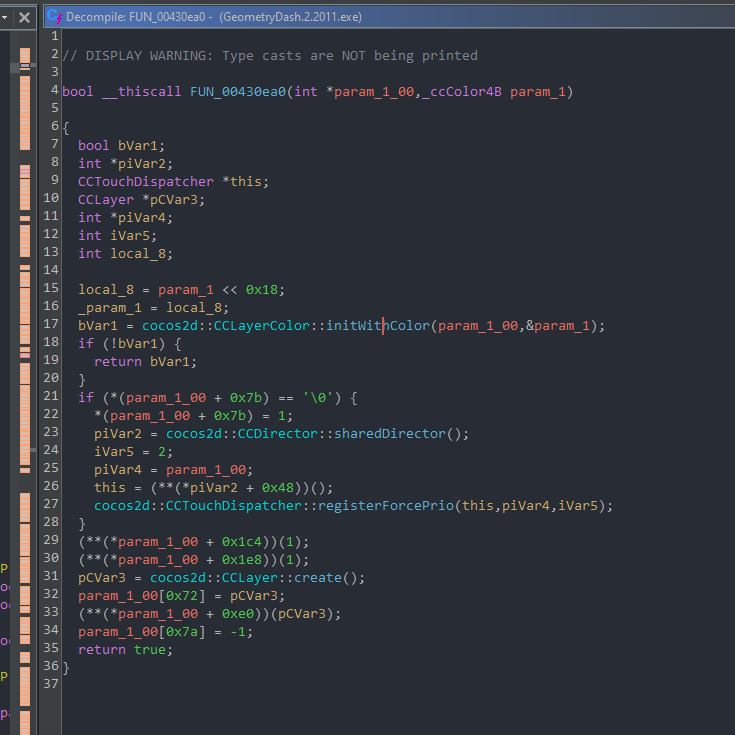 Decompile: FUN_00430ea0 - (GeometryDash.2.2011.exe)
1
2 // DISPLAY WARNING: Type casts are NOT being printed
3
4 bool __thiscall FUN_00430ea0(int *param_1_00,_ccColor4B param_1)
5
6 {
7   bool bVar1;
8   int *piVar2;
9   CCTouchDispatcher *this;
10   CCLayer *pCVar3;
11   int *piVar4;
12   int iVar5;
13   int local_8;
14
15   local_8 = param_1 << 0x18;
16   _param_1 = local_8;
17   bVar1 = cocos2d::CCLayerColor::initWithColor(param_1_00,&param_1);
18   if (!bVar1) {
19     return bVar1;
20   }
21   if (*(param_1_00 + 0x7b) == '\0') {
22     *(param_1_00 + 0x7b) = 1;
23     piVar2 = cocos2d::CCDirector::sharedDirector();
24     iVar5 = 2;
25     piVar4 = param_1_00;
26     this = (**(*piVar2 + 0x48))();
27     cocos2d::CCTouchDispatcher::registerForcePrio(this,piVar4,iVar5);
28   }
29   (**(*param_1_00 + 0x1c4))(1);
30   (**(*param_1_00 + 0x1e8))(1);
31   pCVar3 = cocos2d::CCLayer::create();
32   param_1_00[0x72] = pCVar3;
33   (**(*param_1_00 + 0xe0))(pCVar3);
34   param_1_00[0x7a] = -1;
35   return true;
36 }
37